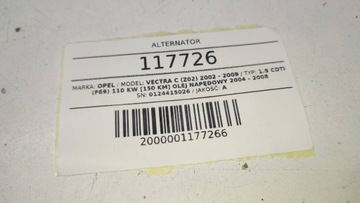 ALTERNATOR
117726
MARKA: OPEL / MODEL: VECTRA C (Z02) 2002 - 2009 / TYP: 1.9 CDTI
(F69) 110 KW [150 KM] OLEJ NAPĘDOWY 2004 - 2008
SN: 0124415026 / JAKOŚĆ: A
2000001177266